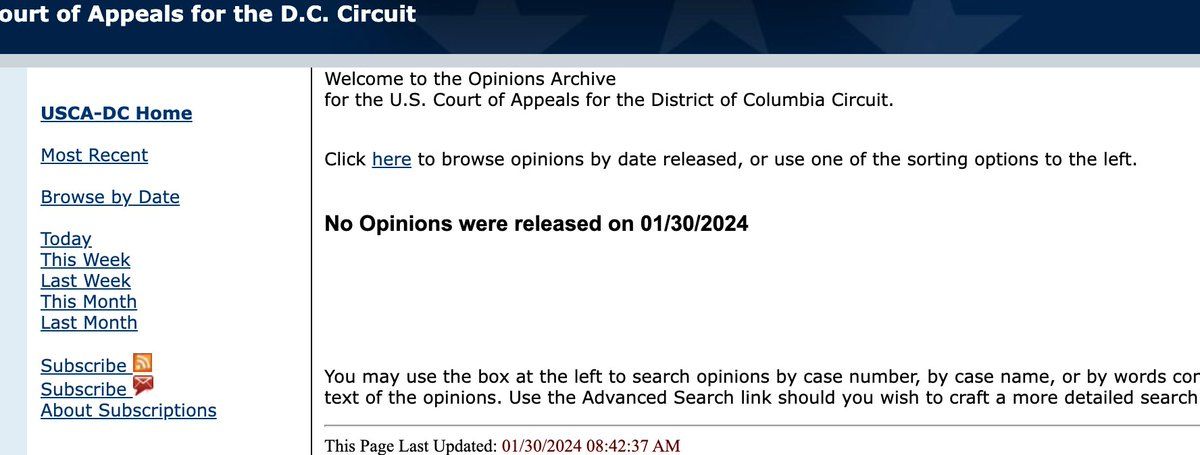 ourt of Appeals for the D.C. Circuit
USCA-DC Home
Most Recent
Browse by Date
Today
This Week
Last Week
This Month
Last Month
Subscribe
Subscribe
About Subscriptions
Welcome to the Opinions Archive
for the U.S. Court of Appeals for the District of Columbia Circuit.
Click here to browse opinions by date released, or use one of the sorting options to the left.
No Opinions were released on 01/30/2024
You may use the box at the left to search opinions by case number, by case name, or by words con
text of the opinions. Use the Advanced Search link should you wish to craft a more detailed search
This Page Last Updated: 01/30/2024 08:42:37 AM